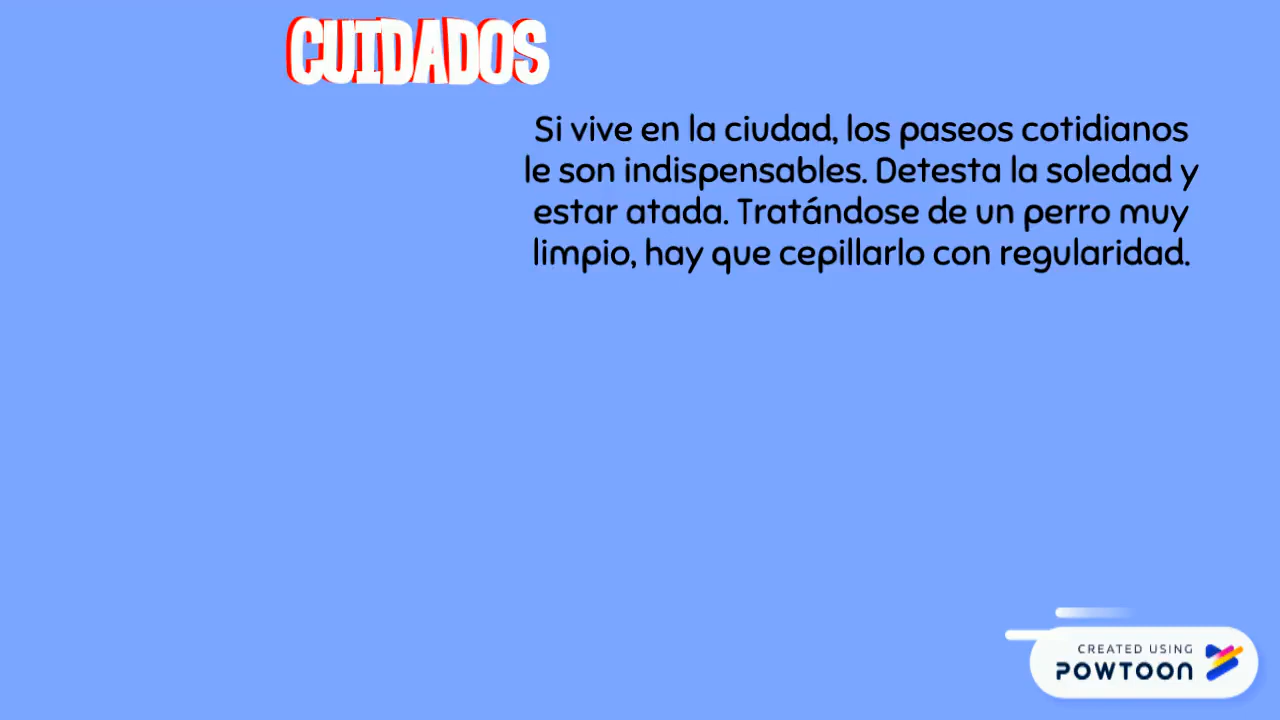 CUIDADOS
Si vive en la ciudad, los paseos cotidianos
le son indispensables. Detesta la soledad y
estar atada. Tratándose de un perro muy
limpio, hay que cepillarlo con regularidad.
CREATED USING
POWTOON